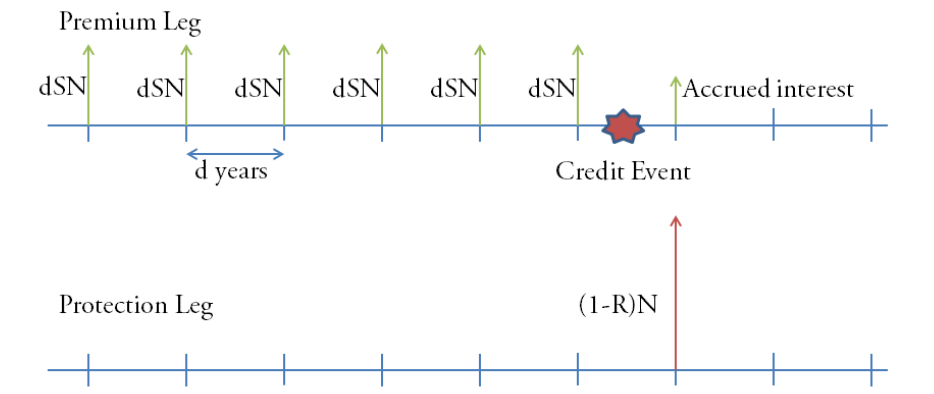 Premium Leg
dSN dSN dSN dSN dSN dSN Accrued interest
d years
Credit Event
Protection Leg (1-R)N